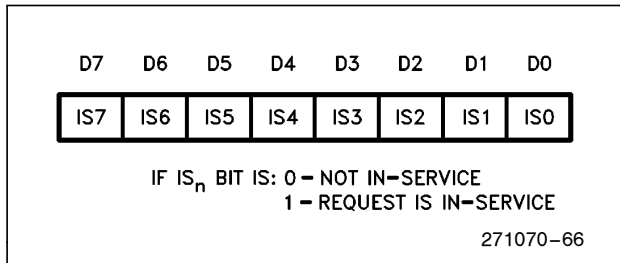 D7 D6 D5 D4 D3 D2 D1 D0
IS7 IS6 IS5 IS4 IS3 IS2 IS1 IS0
IF ISn BIT IS: 0 – NOT IN–SERVICE
1 – REQUEST IS IN–SERVICE
271070–66